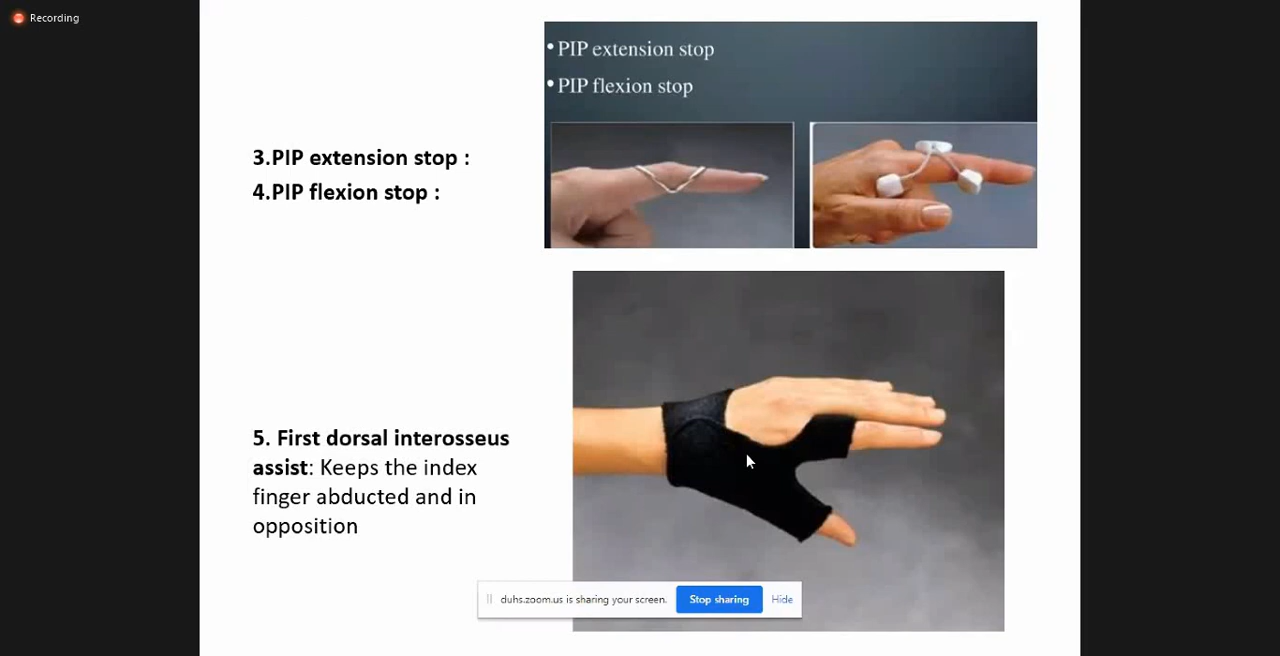 Recording
• PIP extension stop
• PIP flexion stop
3.PIP extension stop :
4.PIP flexion stop :
5. First dorsal interosseus
assist: Keeps the index
finger abducted and in
opposition
duhs.zoom.us is sharing your screen.
Stop sharing
Hide